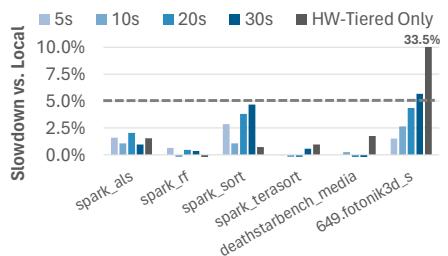 5s 10s 20s 30s HW-Tiered Only
Slowdown vs. Local
33.5%
10.0%
7.5%
5.0%
2.5%
0.0%
spark_als
spark_rf
spark_sort
spark_terasort
deathstarbench_media
649.fotonik3d_s